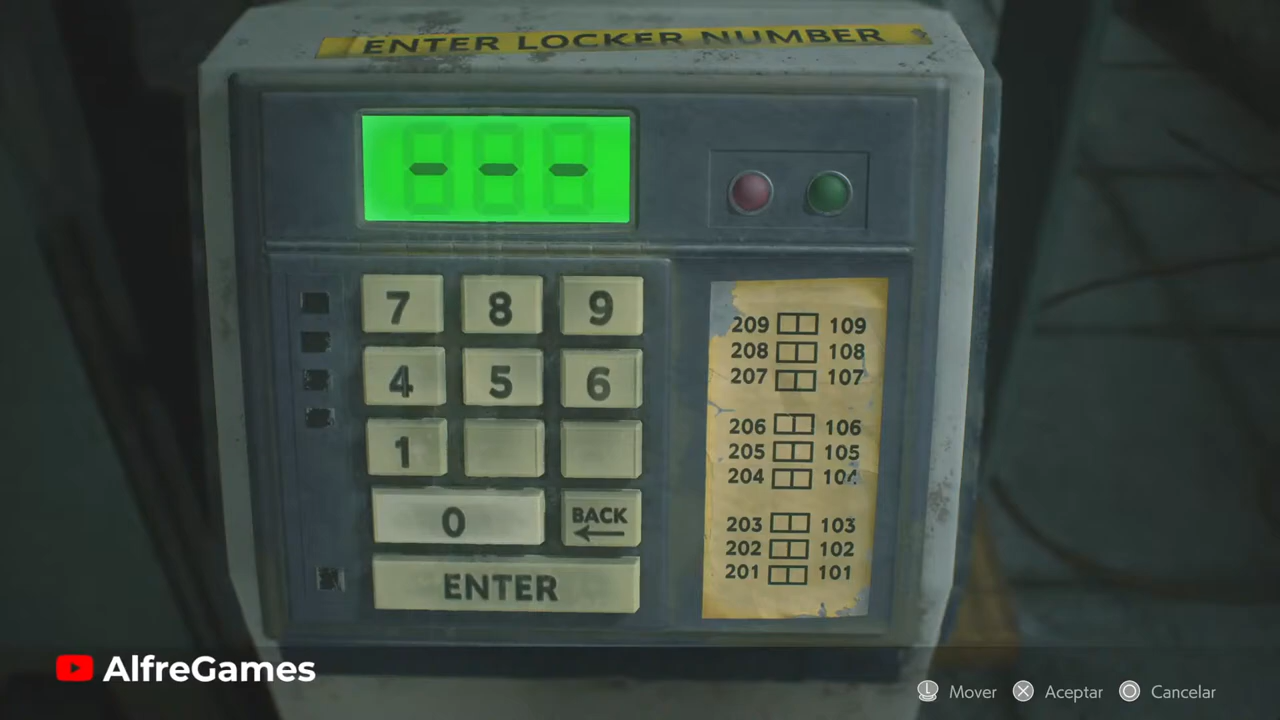 ENTER LOCKER NUMBER
- - -
7 8 9
4 5 6
1
0 BACK
ENTER
209 109
208 108
207 107
206 106
205 105
204 104
203 103
202 102
201 101
AlfreGames
Mover Aceptar Cancelar